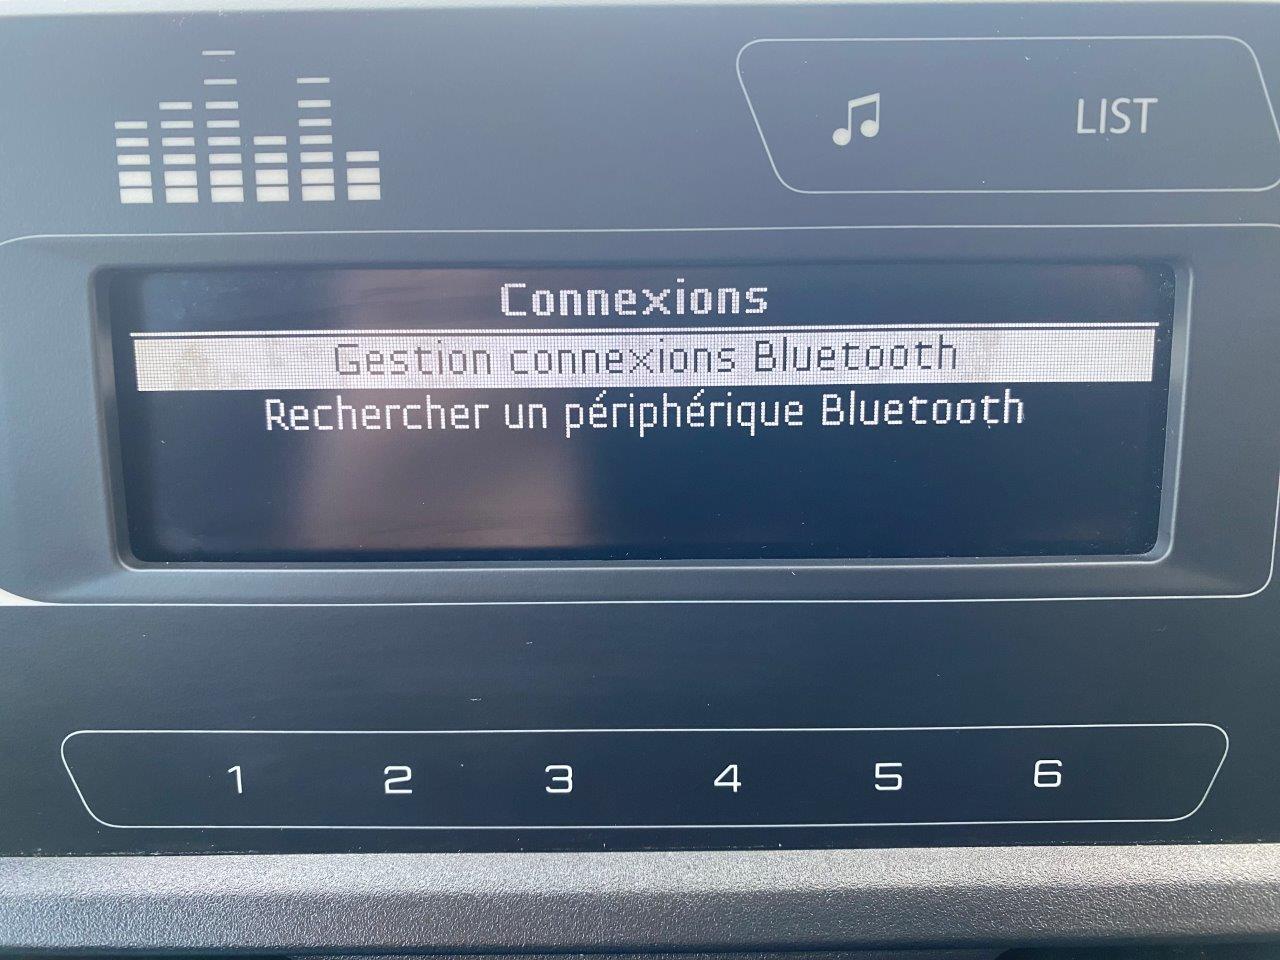 LIST
Connexions
Gestion connexions Bluetooth
Rechercher un périphérique Bluetooth
1 2 3 4 5 6